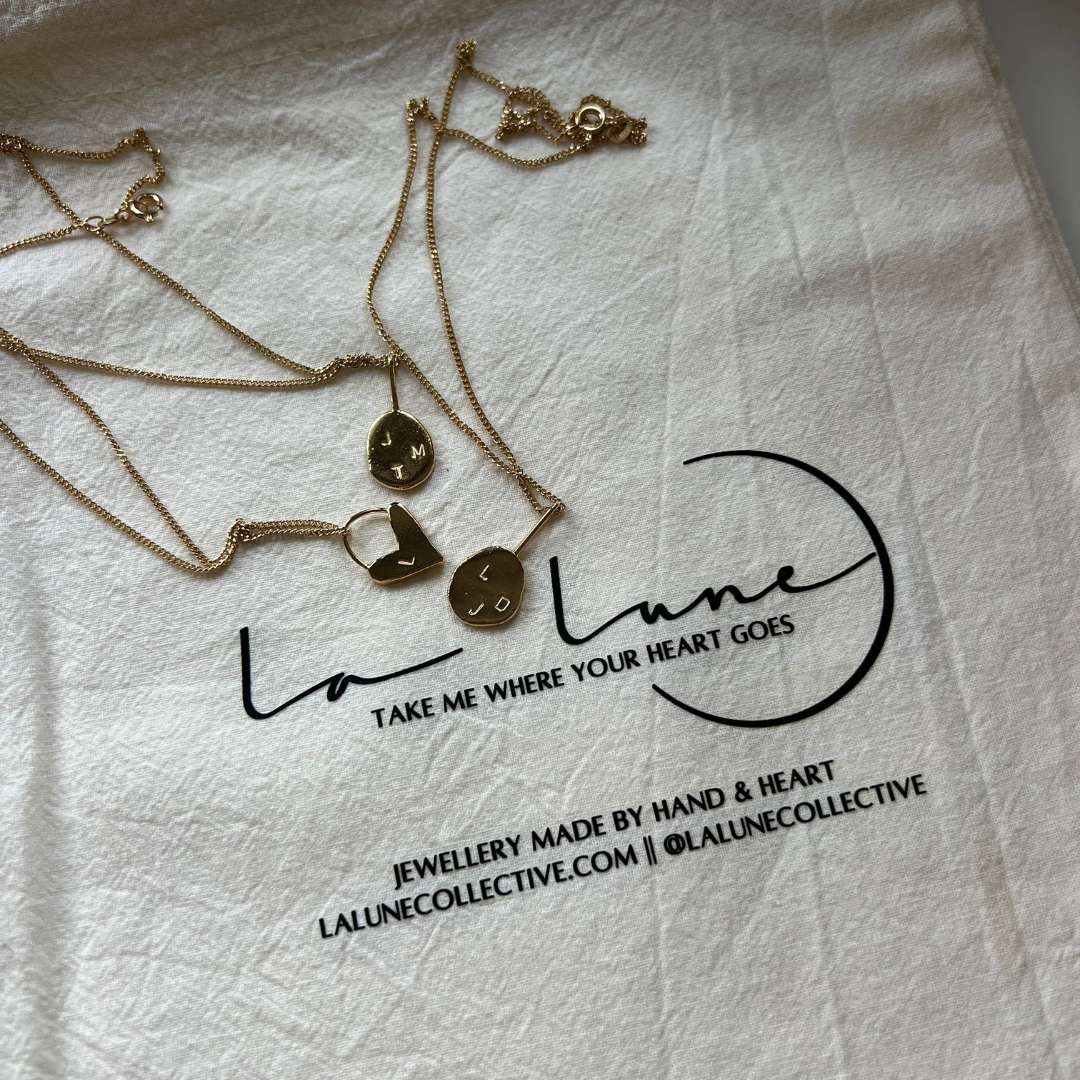 J
M
T
L
L
J O
La Lune
TAKE ME WHERE YOUR HEART GOES
JEWELLERY MADE BY HAND & HEART
LALUNECOLLECTIVE.COM || @LALUNECOLLECTIVE